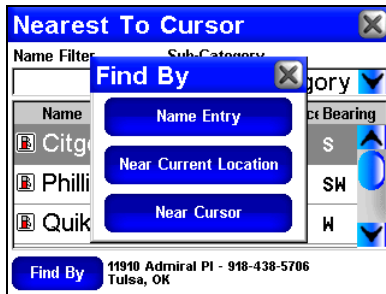 Nearest To Cursor
Name Filter Sub-Category
Find By
gory
Name Bearing
Name Entry
Citg S
Near Current Location
Philli SW
Near Cursor
Quik W
Find By
11910 Admiral Pl - 918-438-5706
Tulsa, OK